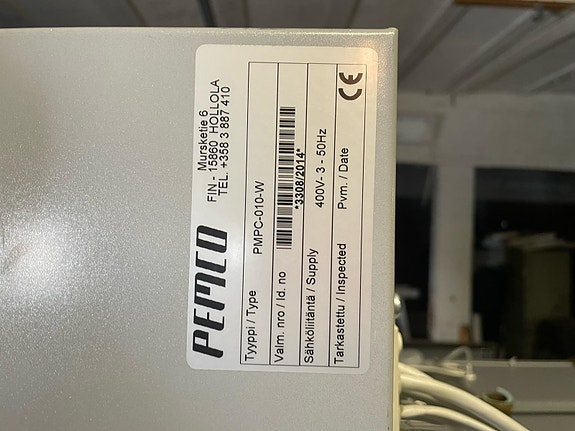 PEMCO
Mursketie 6
FIN - 15860 HOLLOLA
TEL. +358 3 887 410
Tyyppi / Type PMPC-010-W
Valm. nro / Id. no *3308/2014*
Sähköliitäntä / Supply 400V- 3 - 50Hz
Tarkastettu / Inspected Pvm. / Date CE